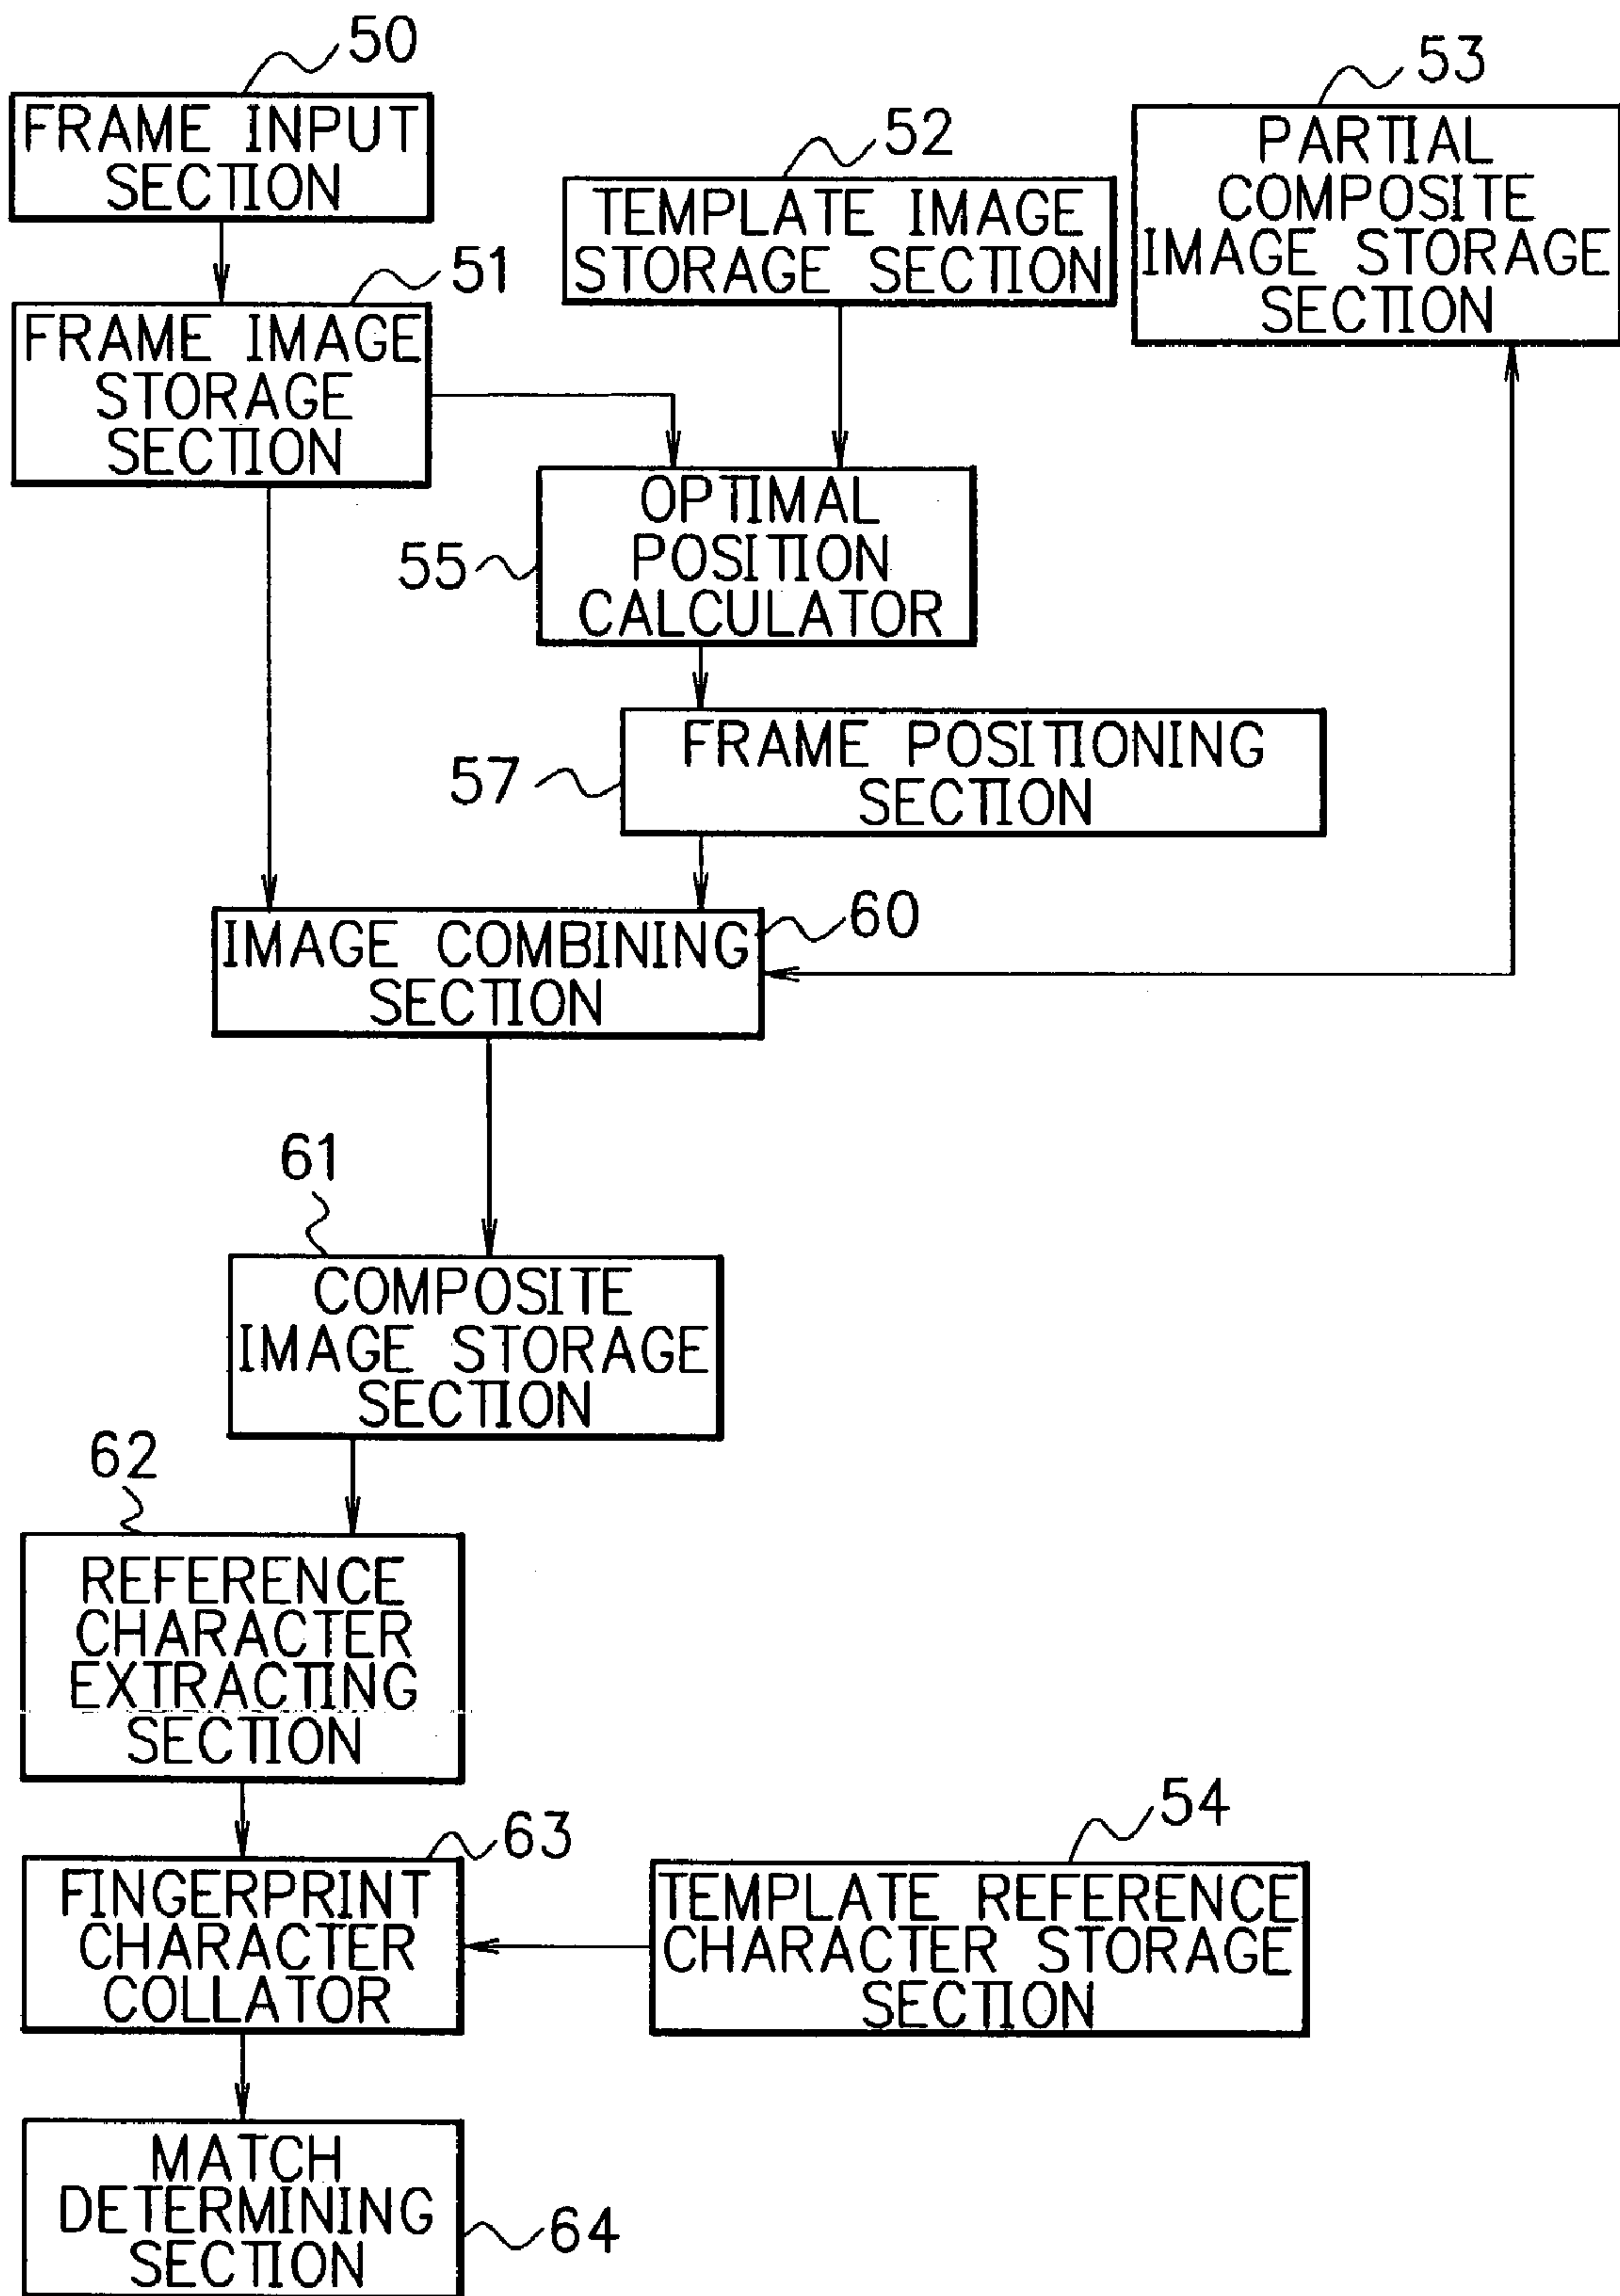 50
FRAME INPUT
SECTION
53
PARTIAL
COMPOSITE
IMAGE STORAGE
SECTION
52
TEMPLATE IMAGE
STORAGE SECTION
51
FRAME IMAGE
STORAGE
SECTION
55
OPTIMAL
POSITION
CALCULATOR
57
FRAME POSITIONING
SECTION
60
IMAGE COMBINING
SECTION
61
COMPOSITE
IMAGE STORAGE
SECTION
62
REFERENCE
CHARACTER
EXTRACTING
SECTION
63
FINGERPRINT
CHARACTER
COLLATOR
54
TEMPLATE REFERENCE
CHARACTER STORAGE
SECTION
MATCH
DETERMINING
SECTION
64